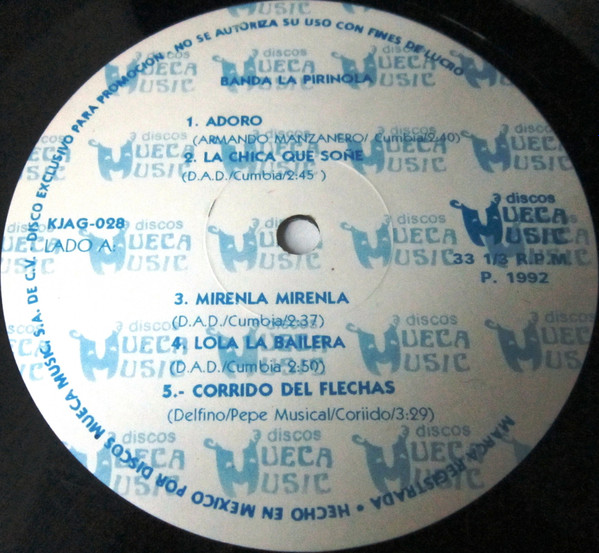 DISCO EXCLUSIVO PARA PROMOCION NO SE AUTORIZA SU USO CON FINES DE LUCRO
BANDA LA PIRINOLA
1. ADORO
(ARMANDO MANZANERO/ Cumbia/2:40)
2. LA CHICA QUE SOÑE
(D.A.D./Cumbia/2:45 )
KJAG-028
LADO A:
discos
MUECA
MUSIC
33 1/3 R.P.M.
P. 1992
3. MIRENLA MIRENLA
(D.A.D./Cumbia/2:37)
4. LOLA LA BAILERA
(D.A.D./Cumbia/2:50)
5.- CORRIDO DEL FLECHAS
(Delfino/Pepe Musical/Coriido/3:29)
MARCA REGISTRADA • HECHO EN MEXICO POR DISCOS MUECA MUSIC, S.A. DE C.V.